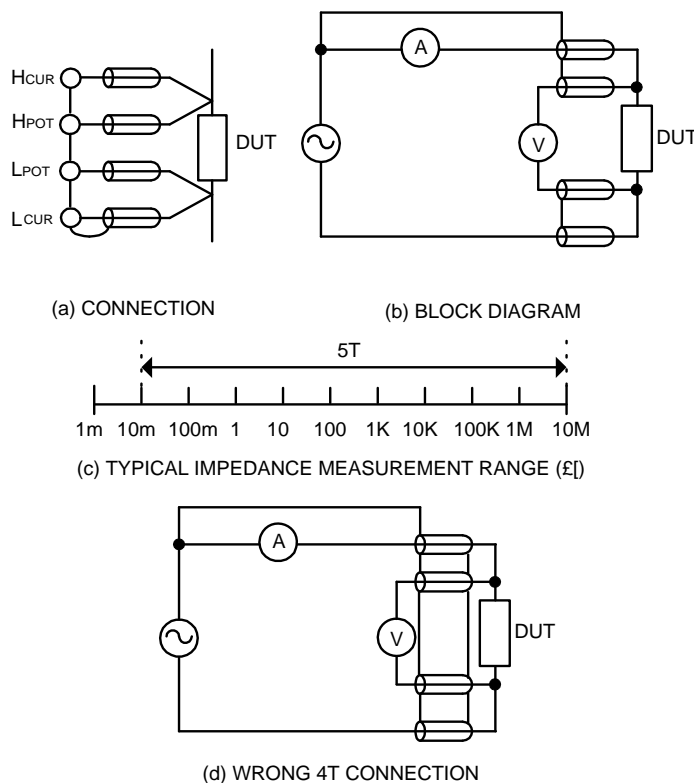 HCUR
HPOT
LPOT
LCUR
DUT
(a) CONNECTION
A
V
DUT
(b) BLOCK DIAGRAM
5T
1m 10m 100m 1 10 100 1K 10K 100K 1M 10M
(c) TYPICAL IMPEDANCE MEASUREMENT RANGE (£[)
A
V
DUT
(d) WRONG 4T CONNECTION